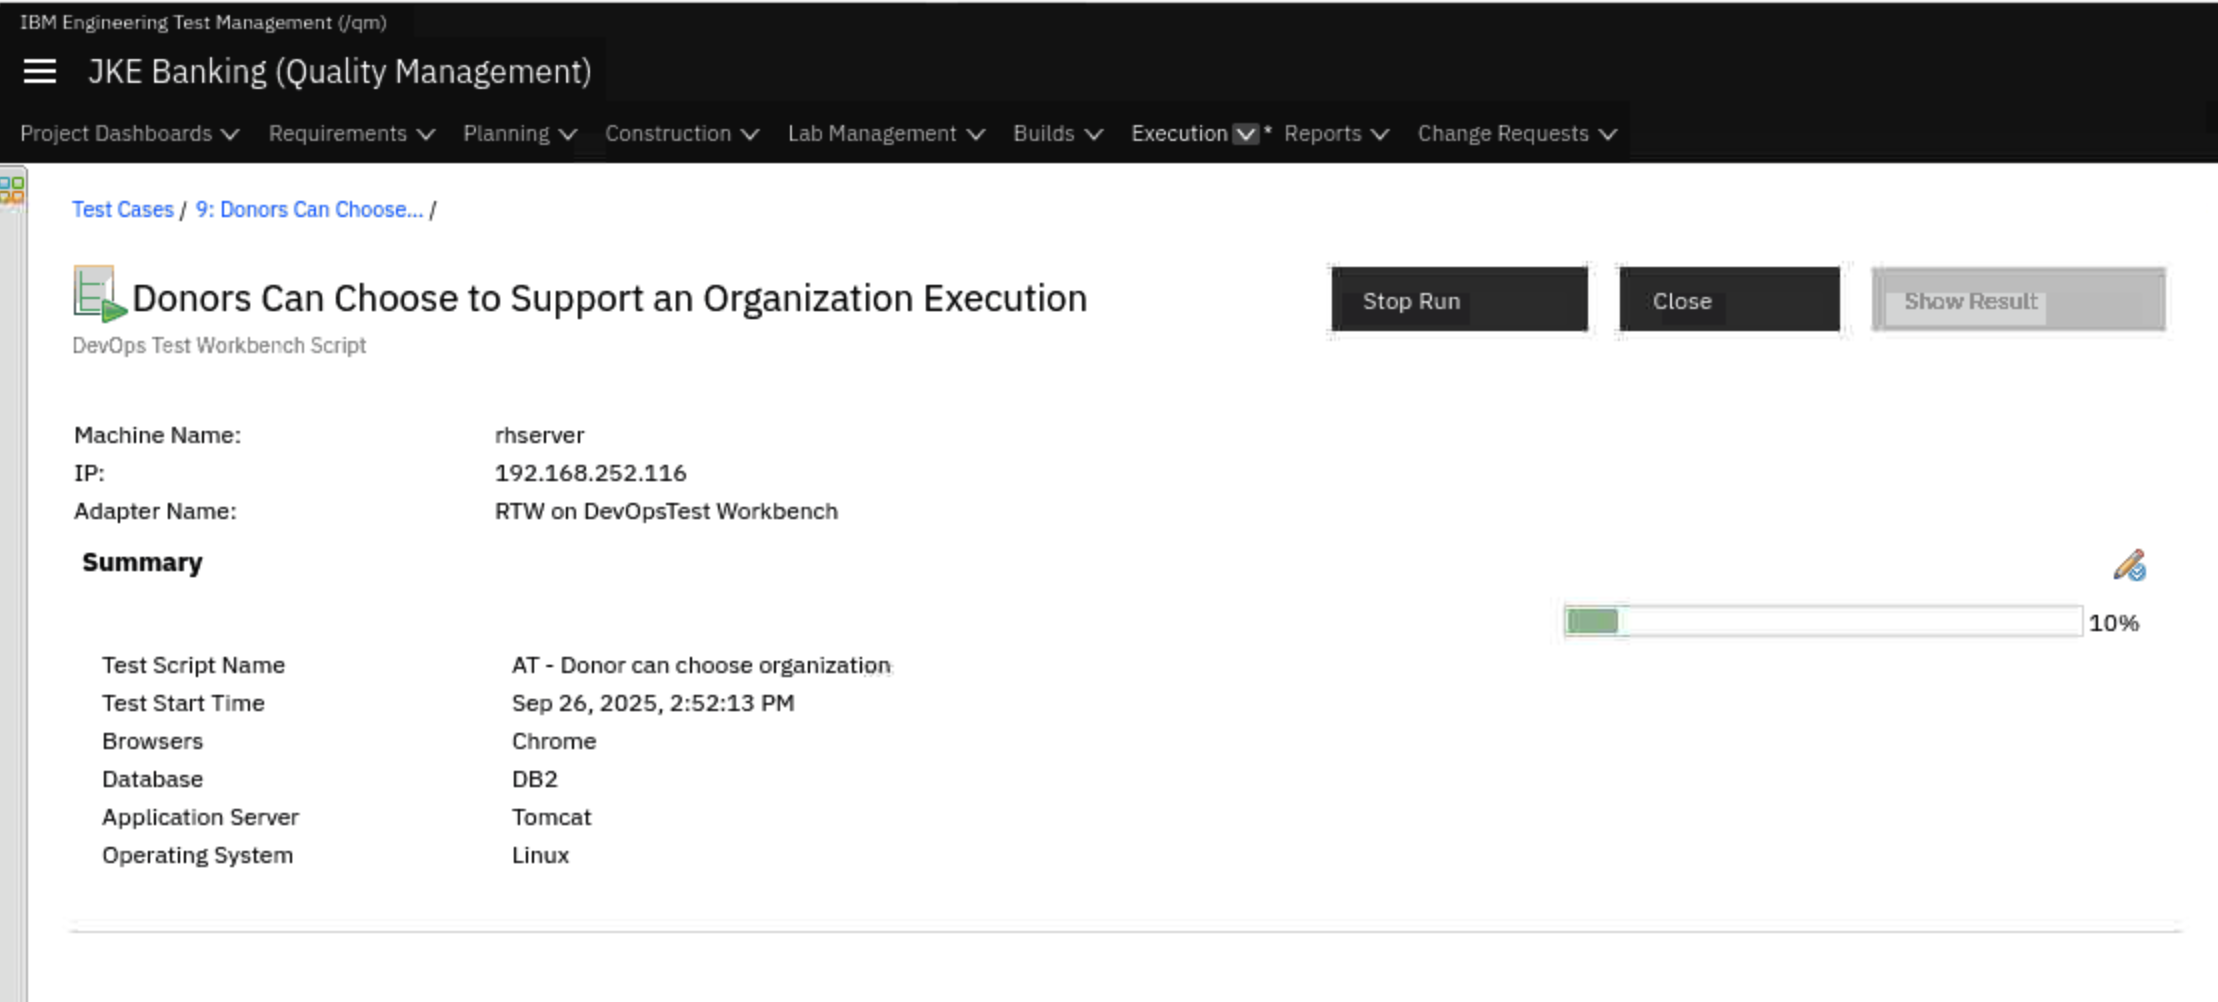 IBM Engineering Test Management (/qm)
JKE Banking (Quality Management)
Project Dashboards Requirements Planning Construction Lab Management Builds Execution * Reports Change Requests
Test Cases / 9: Donors Can Choose... /
Donors Can Choose to Support an Organization Execution
Stop Run Close Show Result
DevOps Test Workbench Script
Machine Name: rhserver
IP: 192.168.252.116
Adapter Name: RTW on DevOpsTest Workbench
Summary
10%
Test Script Name AT - Donor can choose organization
Test Start Time Sep 26, 2025, 2:52:13 PM
Browsers Chrome
Database DB2
Application Server Tomcat
Operating System Linux